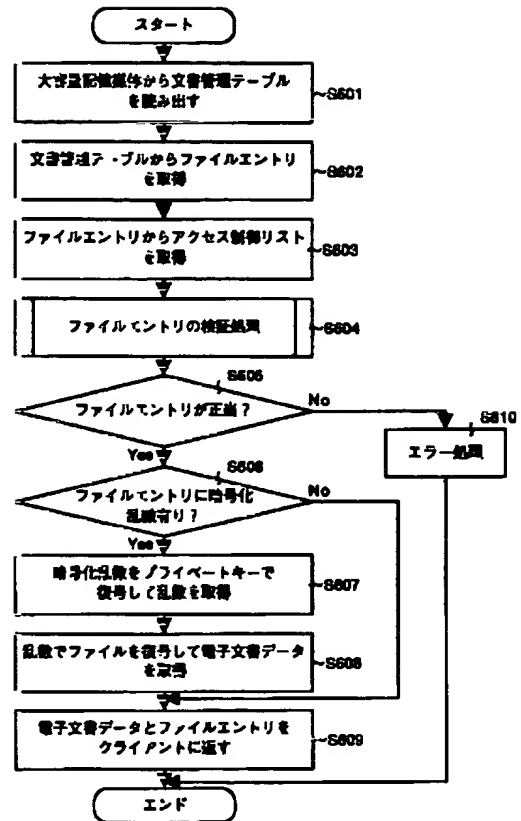 スタート
大容量記憶媒体から文書管理テーブル
を読み出す
S601
文書管理テーブルからファイルエントリ
を取得
S602
ファイルエントリからアクセス制御リスト
を取得
S603
ファイルエントリの検証処理
S604
S605
ファイルエントリが正当？
No
S610
エラー処理
Yes
S606
ファイルエントリに暗号化
乱数有り？
No
Yes
暗号化乱数をプライベートキーで
復号して乱数を取得
S607
乱数でファイルを復号して電子文書データ
を取得
S608
電子文書データとファイルエントリを
クライアントに返す
S609
エンド